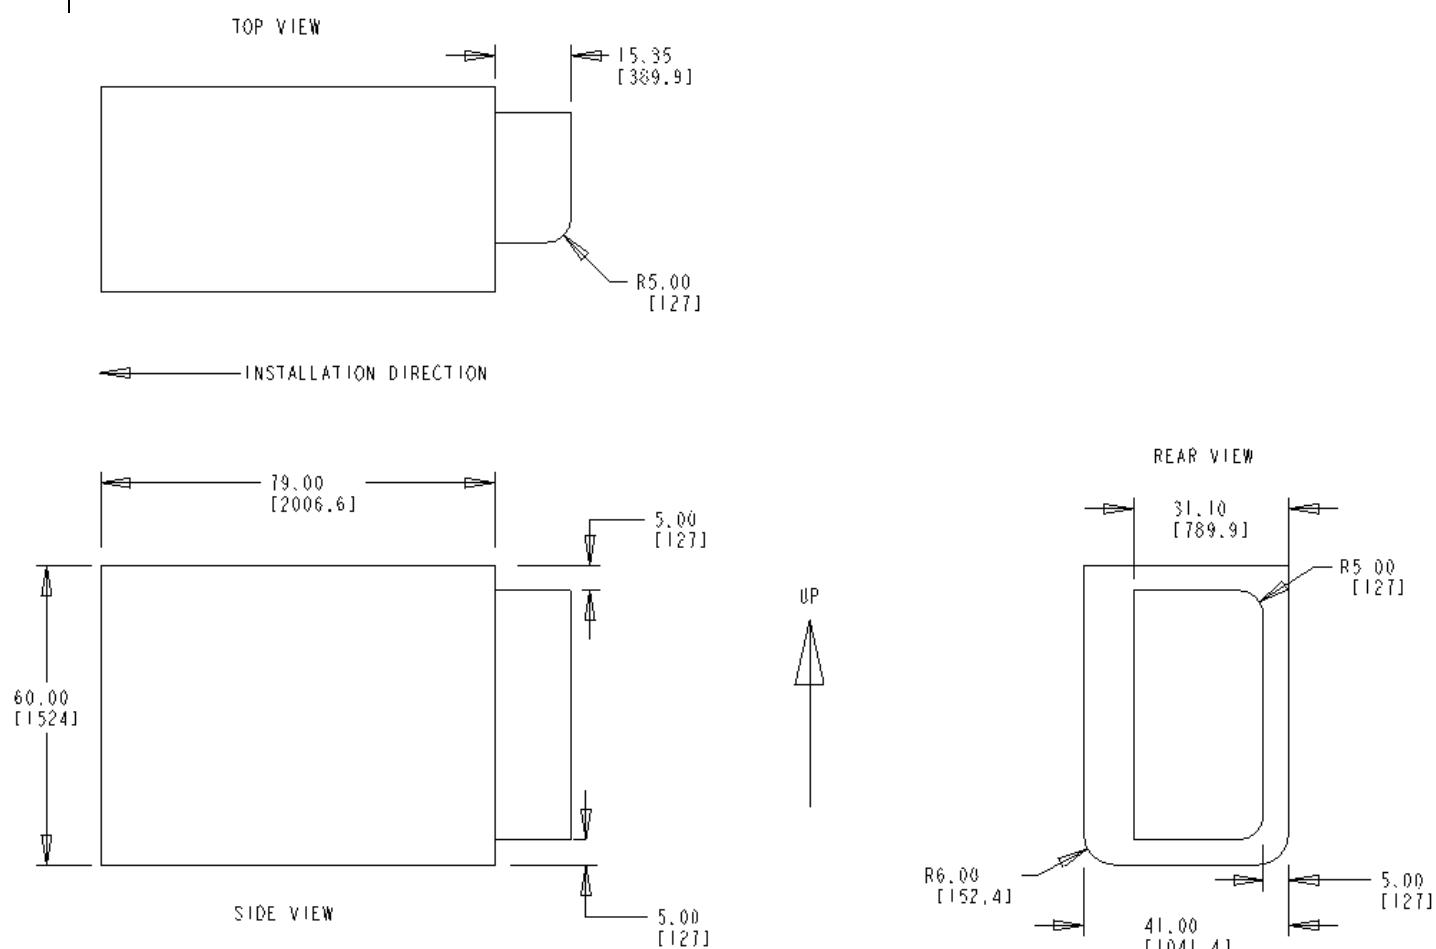 TOP VIEW
15.35
[389.9]
R5.00
[127]
INSTALLATION DIRECTION
79.00
[2006.6]
5.00
[127]
60.00
[1524]
5.00
[127]
SIDE VIEW
UP
REAR VIEW
31.10
[789.9]
R5.00
[127]
R6.00
[152.4]
5.00
[127]
41.00
[1041.4]